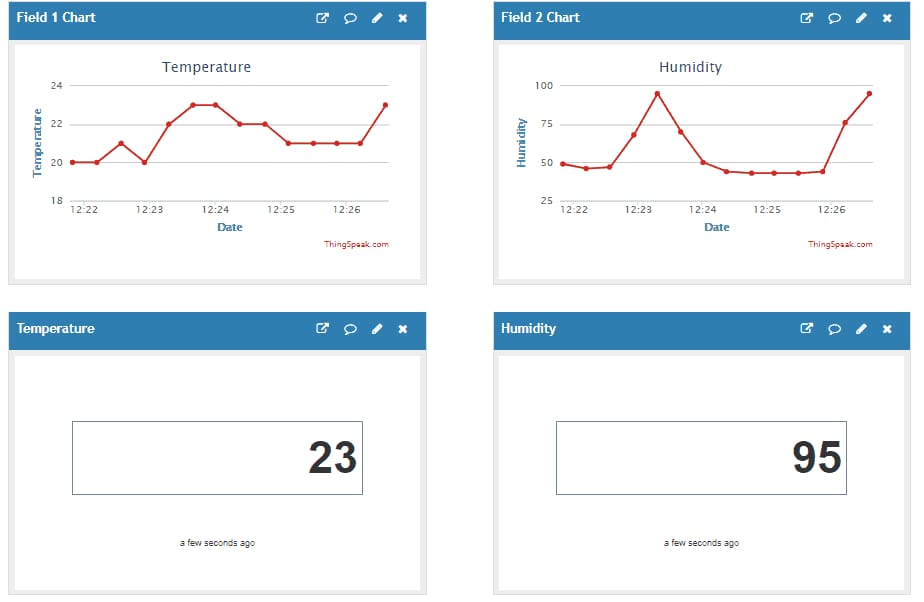 Field 1 Chart
Temperature
24
22
20
18
Temperature
12:22 12:23 12:24 12:25 12:26
Date
ThingSpeak.com
Field 2 Chart
Humidity
100
75
50
25
Humidity
12:22 12:23 12:24 12:25 12:26
Date
ThingSpeak.com
Temperature
23
a few seconds ago
Humidity
95
a few seconds ago